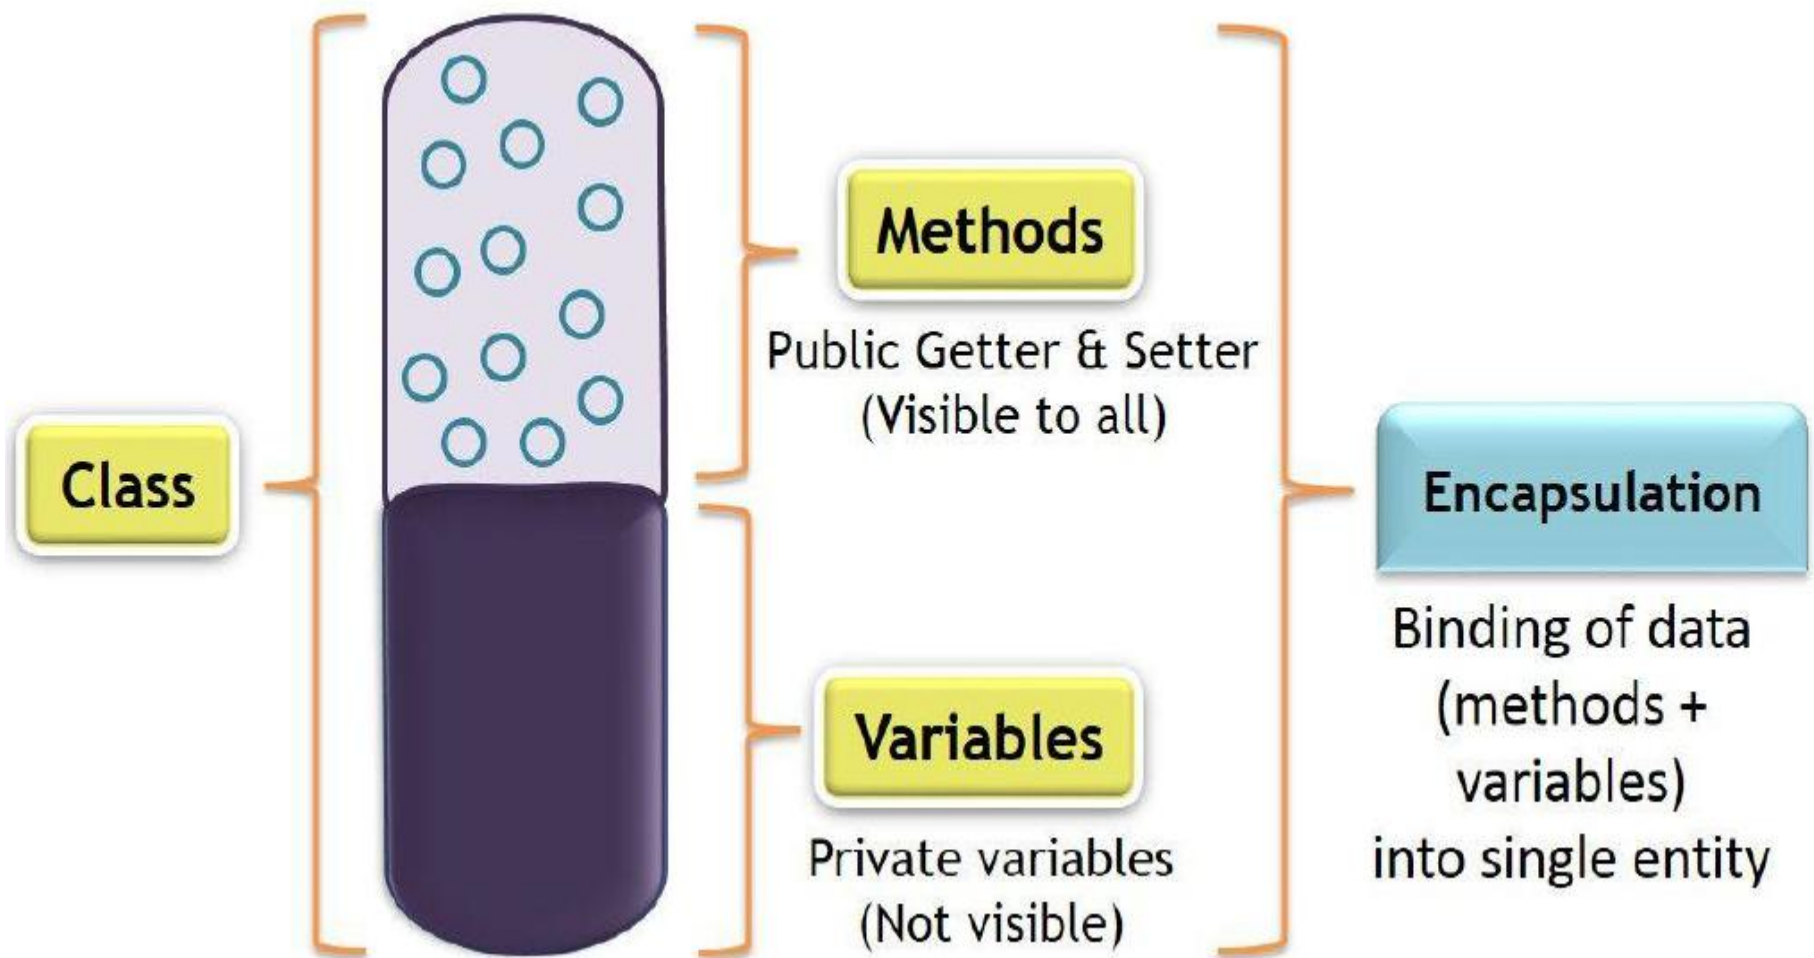 Class
Methods
Public Getter & Setter
(Visible to all)
Variables
Private variables
(Not visible)
Encapsulation
Binding of data
(methods +
variables)
into single entity